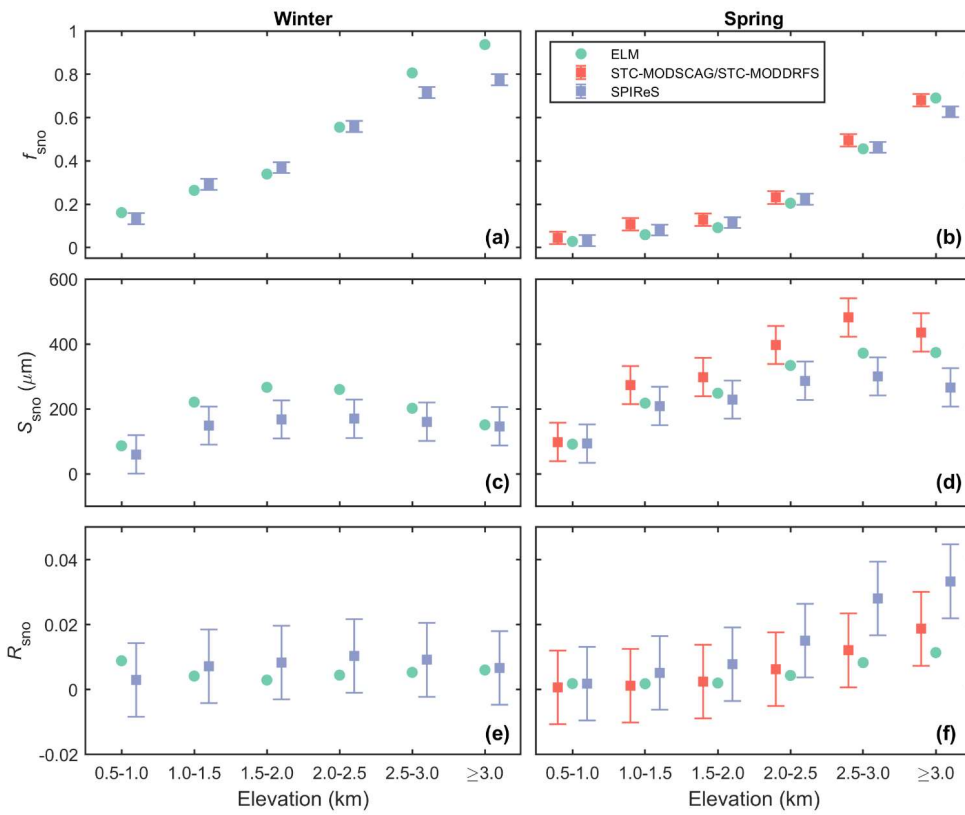 Winter
Spring
1
0.8
0.6
0.4
0.2
0
f_sno
(a)
ELM
STC-MODSCAG/STC-MODDRFS
SPIReS
(b)
600
400
200
0
S_sno (μm)
(c)
(d)
0.04
0.02
0
-0.02
R_sno
(e)
(f)
0.5-1.0 1.0-1.5 1.5-2.0 2.0-2.5 2.5-3.0 ≥3.0
Elevation (km)
0.5-1.0 1.0-1.5 1.5-2.0 2.0-2.5 2.5-3.0 ≥3.0
Elevation (km)